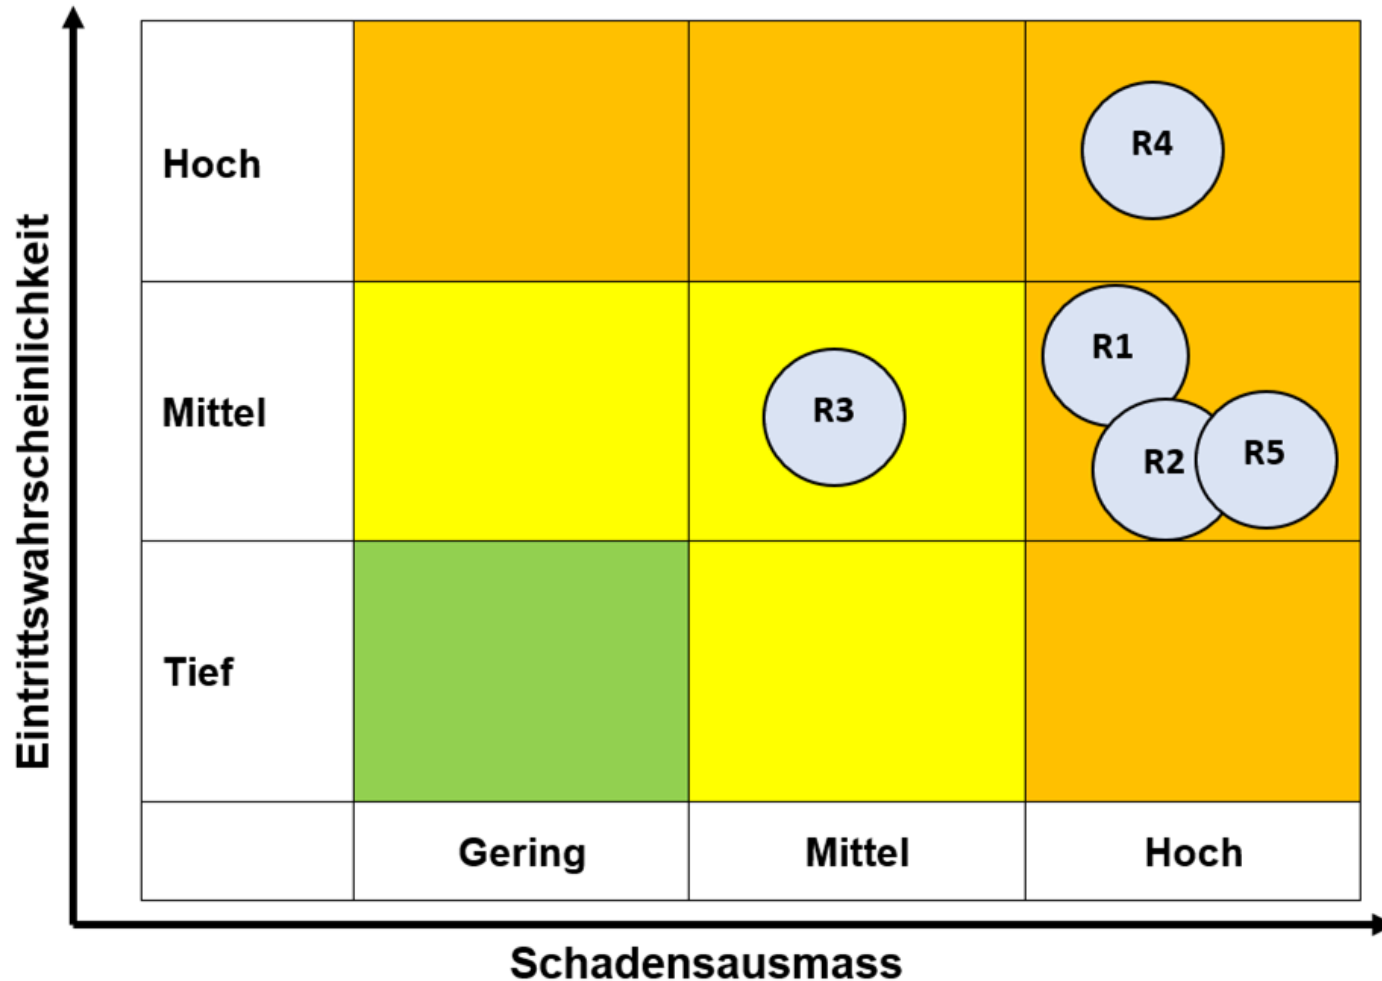 Eintrittswahrscheinlichkeit
Hoch
R4
Mittel
R3
R1
R2
R5
Tief
Gering
Mittel
Hoch
Schadensausmass